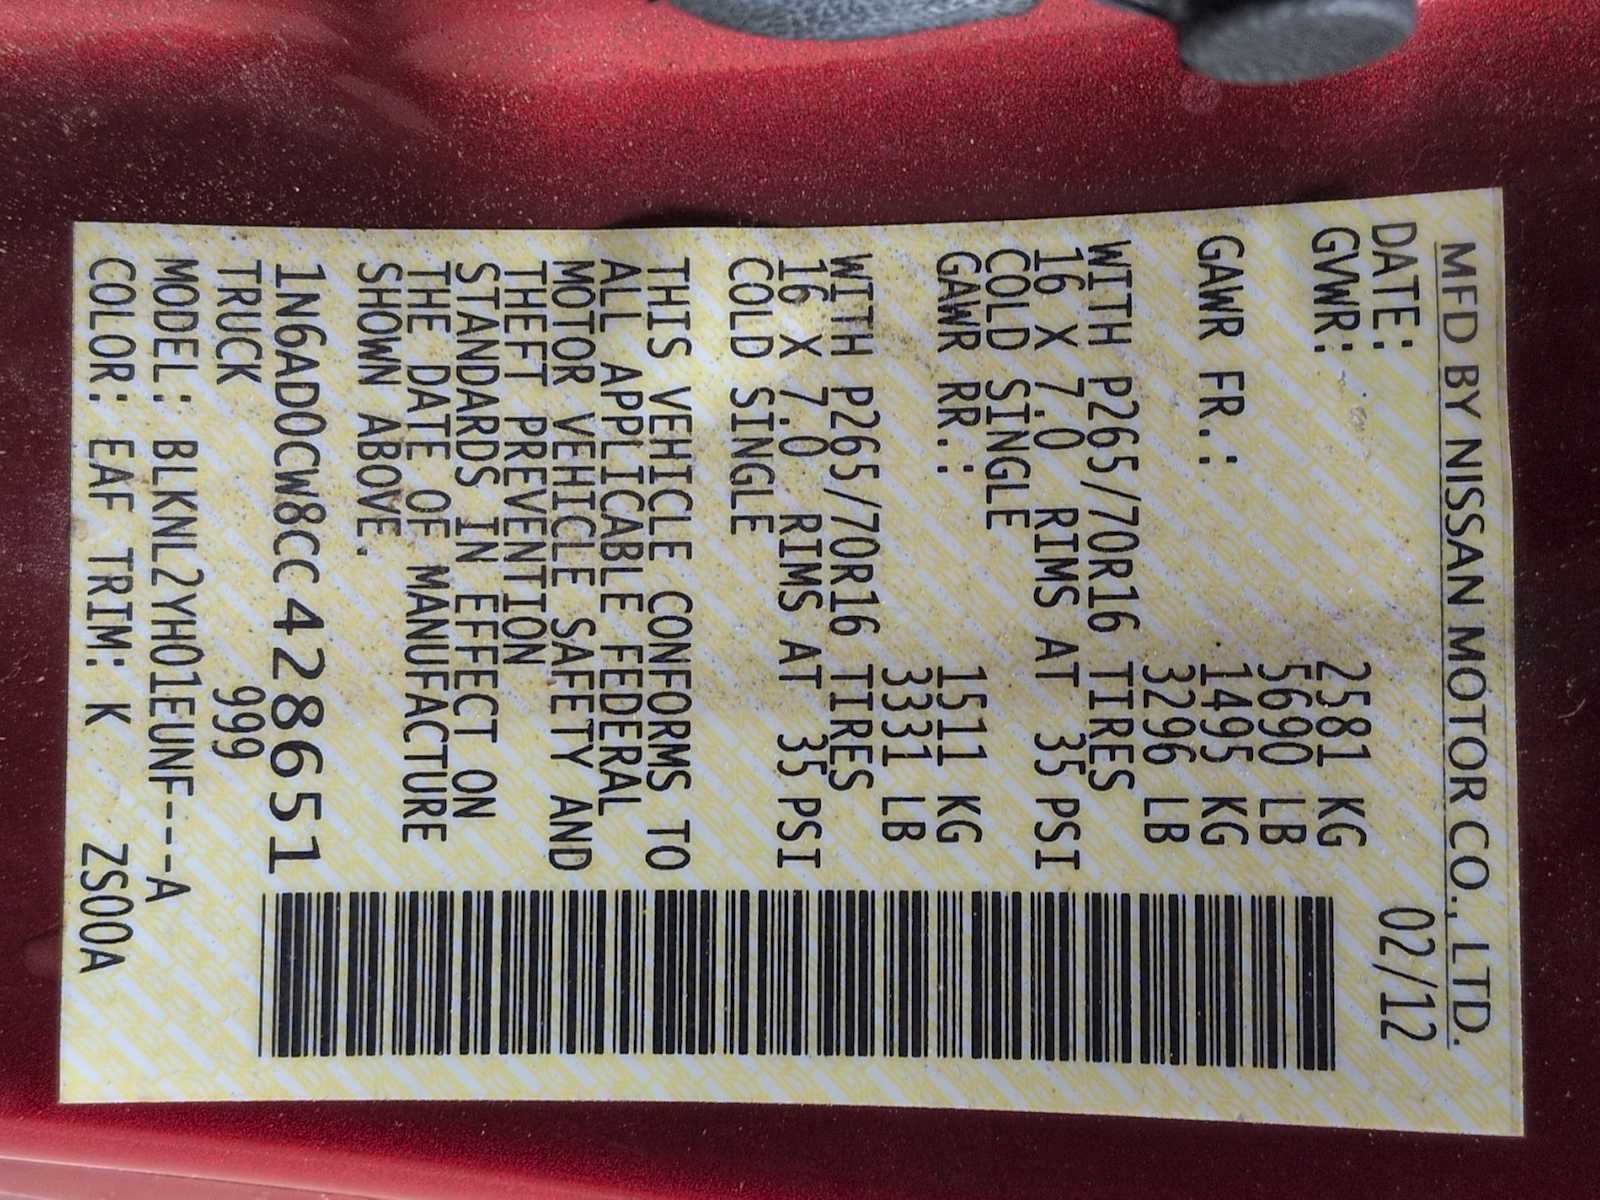 MFD BY NISSAN MOTOR CO., LTD.
DATE: 02/12
GVWR: 2581 KG
5690 LB
GAWR FR.: 1495 KG
3296 LB
WITH P265/70R16 TIRES
16 X 7.0 RIMS AT 35 PSI
COLD SINGLE
GAWR RR.: 1511 KG
3331 LB
WITH P265/70R16 TIRES
16 X 7.0 RIMS AT 35 PSI
COLD SINGLE
THIS VEHICLE CONFORMS TO
ALL APPLICABLE FEDERAL
MOTOR VEHICLE SAFETY AND
THEFT PREVENTION
STANDARDS IN EFFECT ON
THE DATE OF MANUFACTURE
SHOWN ABOVE.
1N6AD0CW8CC428651
TRUCK 999
MODEL: BLKNL2YH01EUNF---A
COLOR: EAF TRIM: K ZS00A